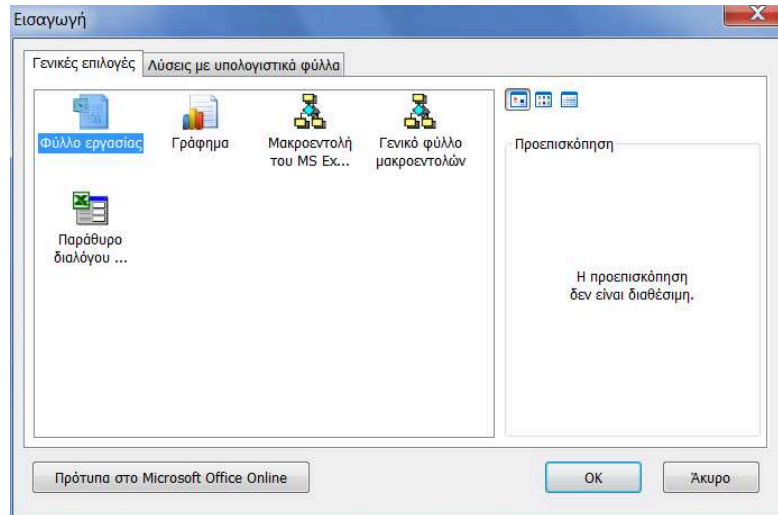 Εισαγωγή
Γενικές επιλογές
Λύσεις με υπολογιστικά φύλλα
Φύλλο εργασίας
Γράφημα
Μακροεντολή
του MS Ex...
Γενικό φύλλο
μακροεντολών
Παράθυρο
διαλόγου ...
Προεπισκόπηση
Η προεπισκόπηση
δεν είναι διαθέσιμη.
Πρότυπα στο Microsoft Office Online
OK
Άκυρο